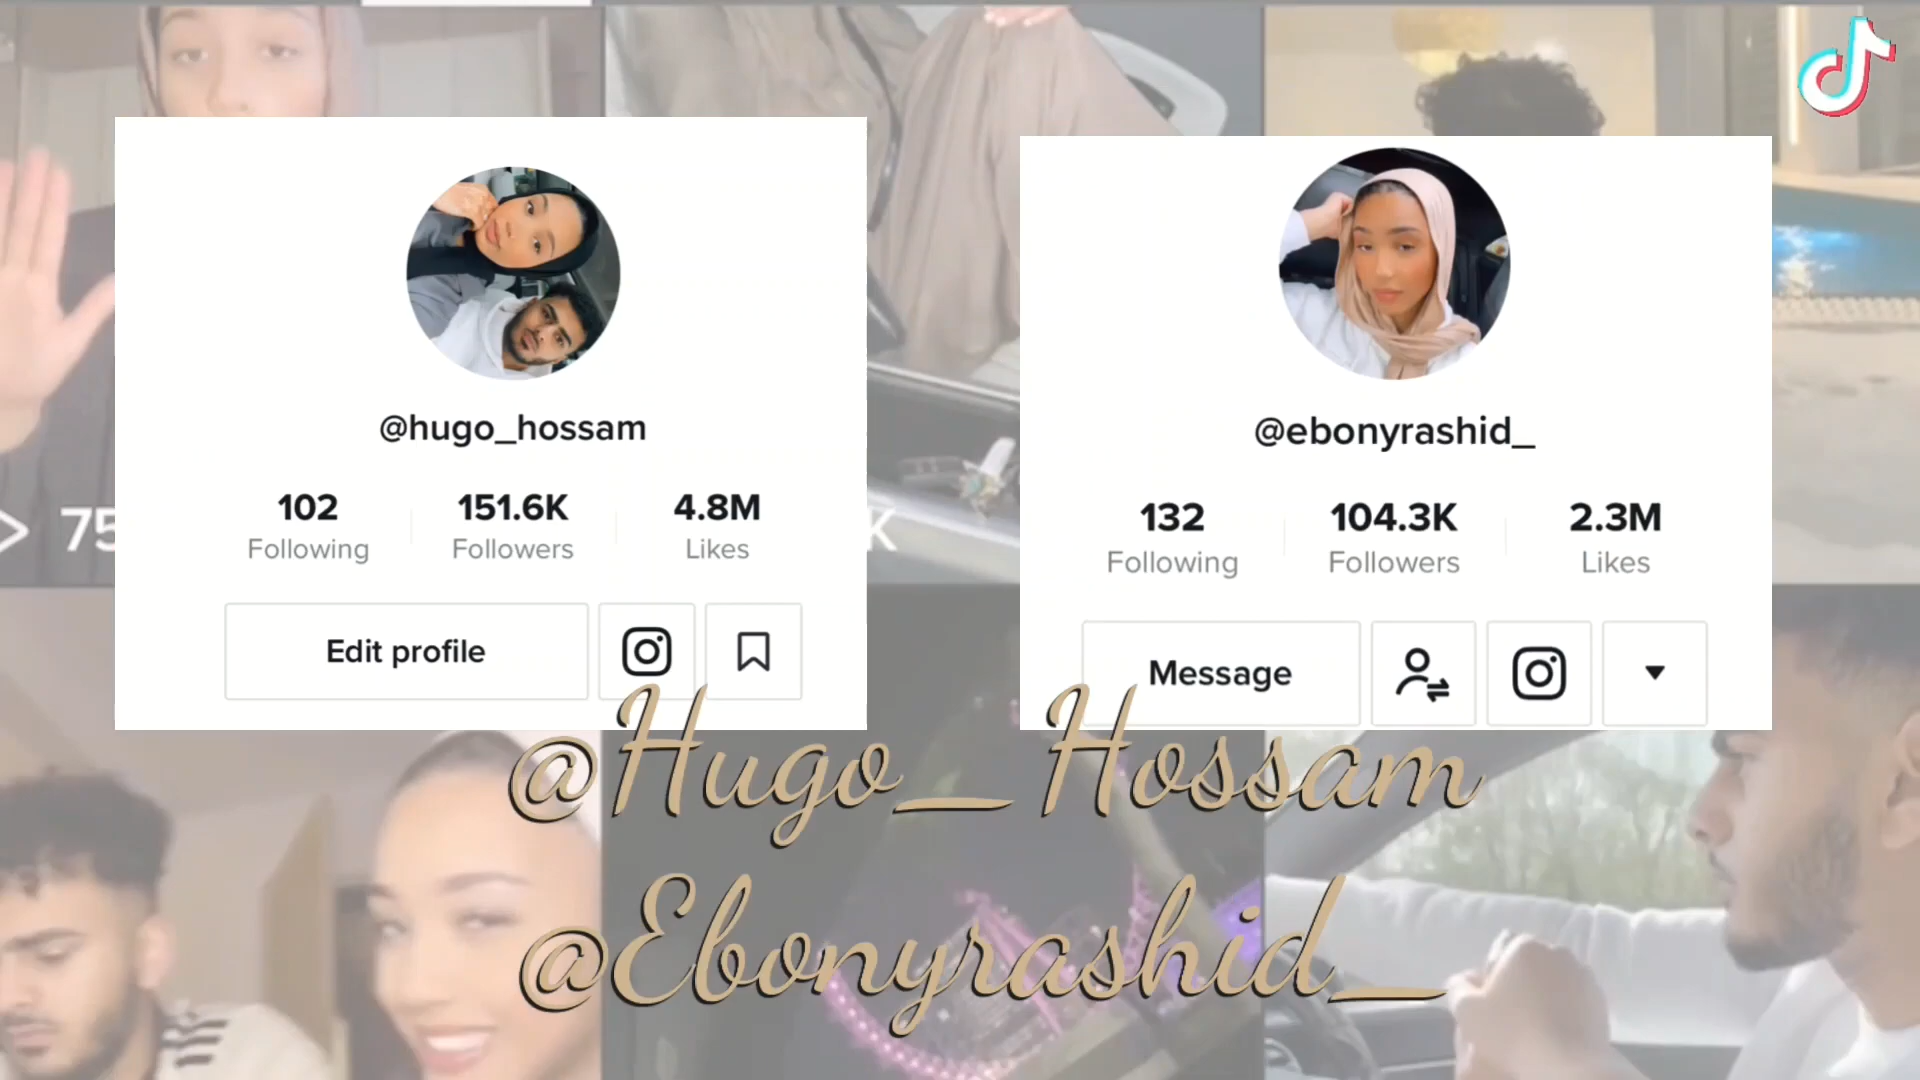 @hugo_hossam
102 151.6K 4.8M
Following Followers Likes
Edit profile
@ebonyrashid_
132 104.3K 2.3M
Following Followers Likes
Message
75
K
@Hugo_Hossam
@Ebonyrashid_